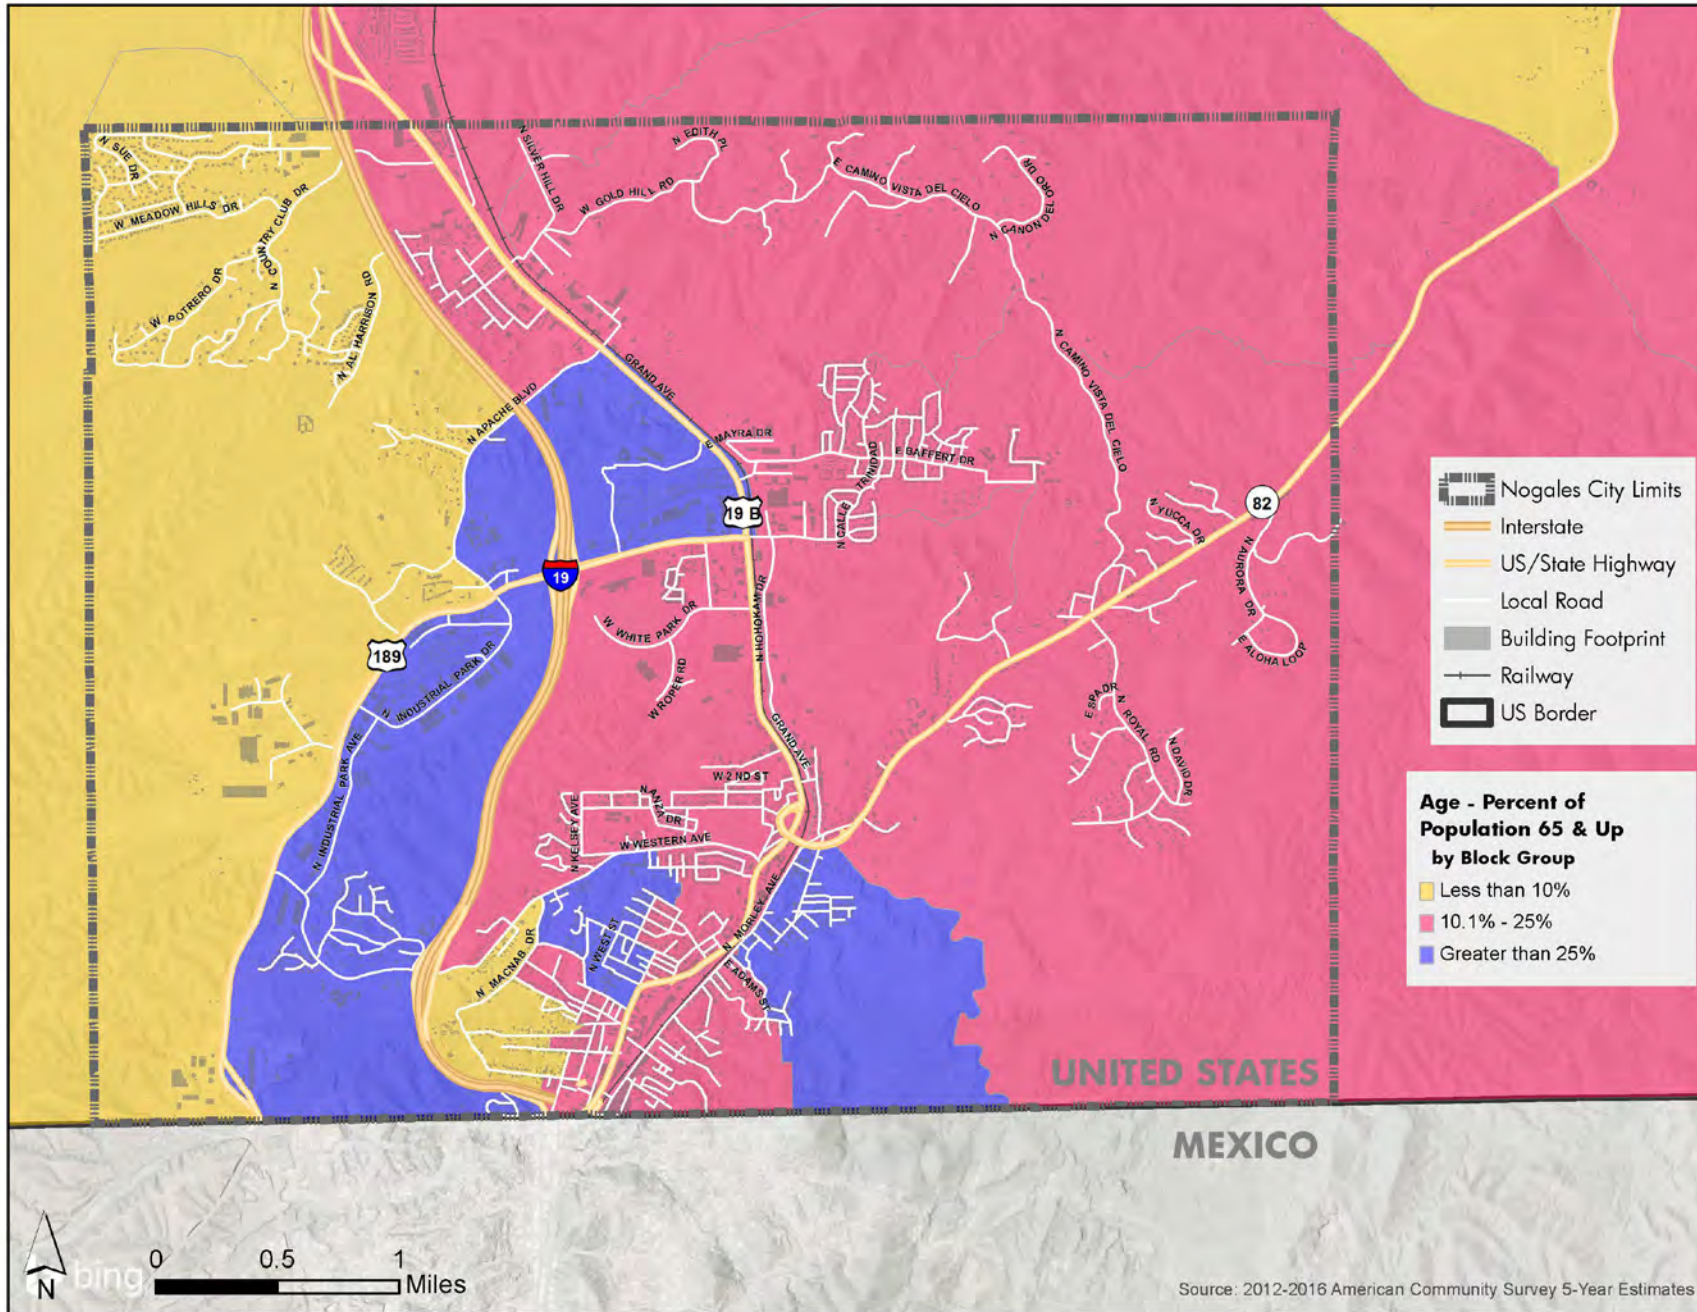 N SUE DR
W MEADOW HILLS DR
N COUNTRY CLUB DR
W POTRERO DR
N AL HARRISON RD
N SILVER HILL DR
N EDITH PL
W GOLD HILL RD
E CAMINO VISTA DEL CIELO
ORO DR
N CANON DEL ORO DR
N CAMINO VISTA DEL CIELO
GRAND AVE
N APACHE BLVD
E MAYRA DR
TRINIDAD
E BAFFERT DR
N CALLE
19 B
82
N YUCCA DR
N AURORA DR
E ALOHA LOOP
19
189
N INDUSTRIAL PARK DR
W WHITE PARK DR
N HOHOKAM DR
W ROPER RD
E SPA DR
N ROYAL RD
N DAVID DR
GRAND AVE
N INDUSTRIAL PARK AVE
W 2ND ST
N KELSEY AVE
N ANZA DR
W WESTERN AVE
N MORLEY AVE
N WEST ST
N MACNAB DR
E ADAMS ST
UNITED STATES
MEXICO
Nogales City Limits
Interstate
US/State Highway
Local Road
Building Footprint
Railway
US Border
Age - Percent of
Population 65 & Up
by Block Group
Less than 10%
10.1% - 25%
Greater than 25%
N
bing
0 0.5 1
Miles
Source: 2012-2016 American Community Survey 5-Year Estimates